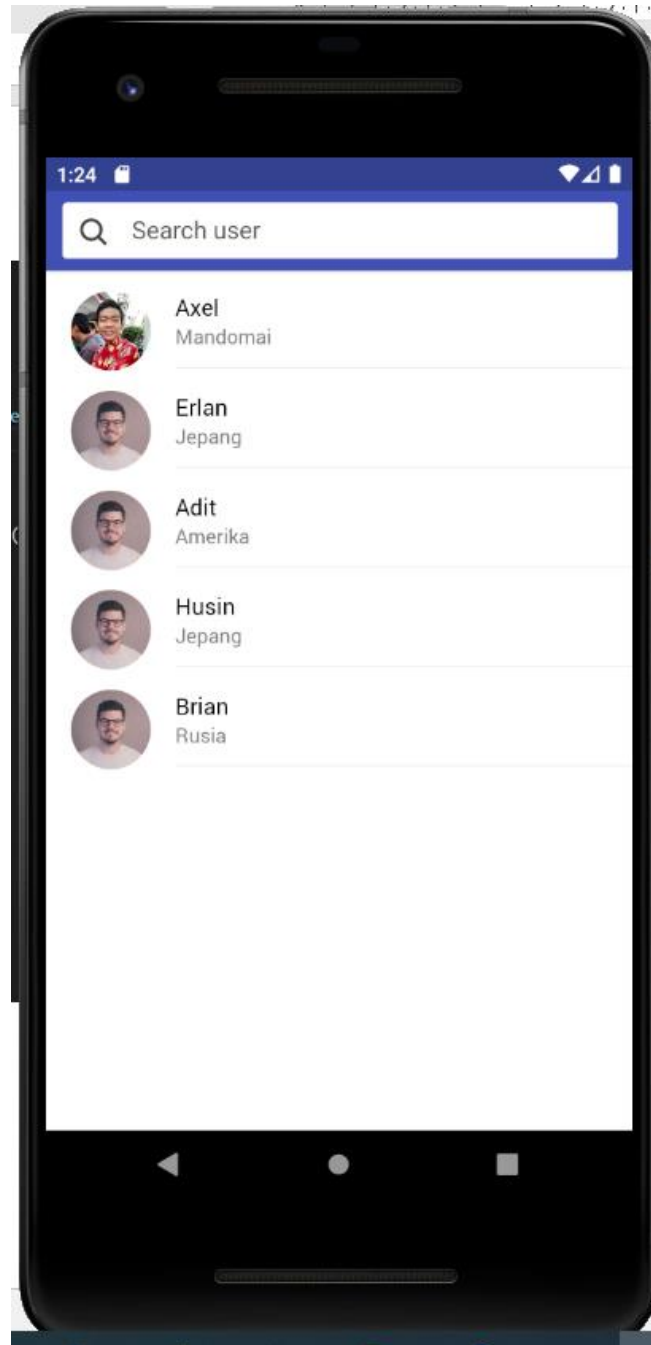 1:24
Search user
Axel
Mandomai
Erlan
Jepang
Adit
Amerika
Husin
Jepang
Brian
Rusia